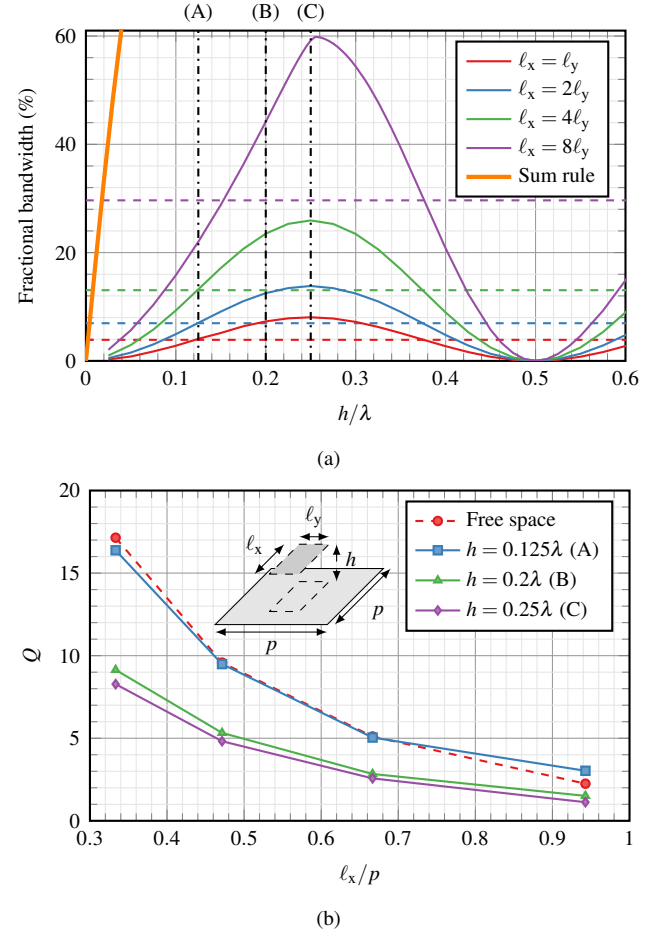 (A) (B) (C)
60
40
20
0
Fractional bandwidth (%)
ℓx = ℓy
ℓx = 2ℓy
ℓx = 4ℓy
ℓx = 8ℓy
Sum rule
0 0.1 0.2 0.3 0.4 0.5 0.6
h/λ
(a)
20
15
10
5
0
Q
ℓy
ℓx
h
p
p
Free space
h = 0.125λ (A)
h = 0.2λ (B)
h = 0.25λ (C)
0.3 0.4 0.5 0.6 0.7 0.8 0.9 1
ℓx/p
(b)